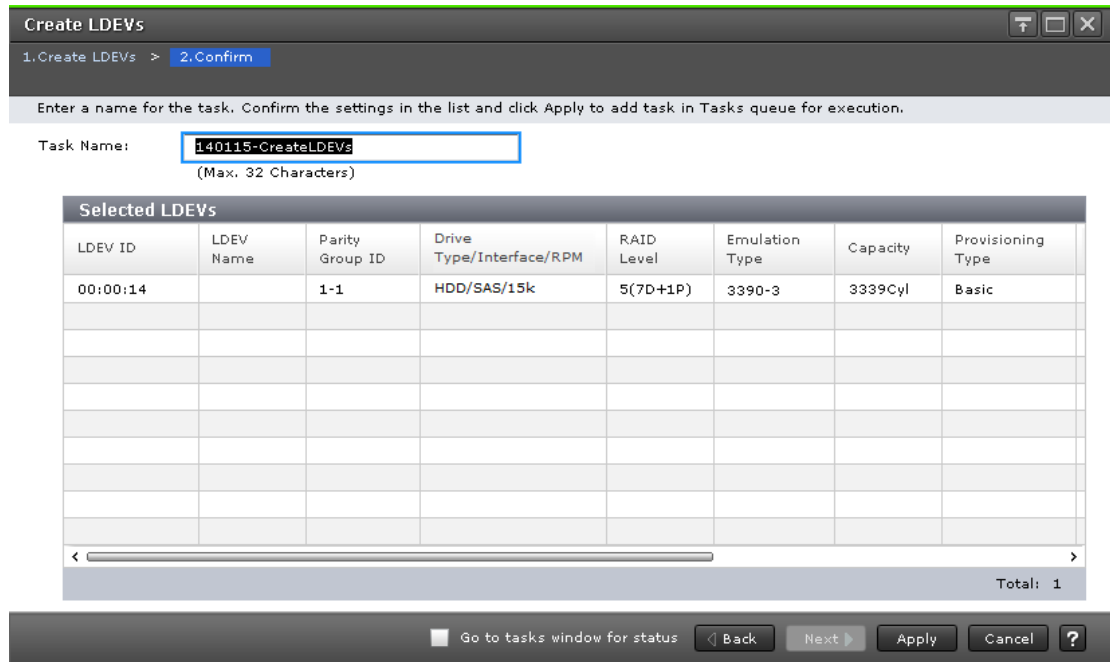 Create LDEVs
1.Create LDEVs > 2.Confirm
Enter a name for the task. Confirm the settings in the list and click Apply to add task in Tasks queue for execution.
Task Name: 140115-CreateLDEVs
(Max. 32 Characters)
Selected LDEVs
LDEV ID LDEV Name Parity Group ID Drive Type/Interface/RPM RAID Level Emulation Type Capacity Provisioning Type
00:00:14 1-1 HDD/SAS/15k 5(7D+1P) 3390-3 3339Cyl Basic
Total: 1
Go to tasks window for status Back Next Apply Cancel ?